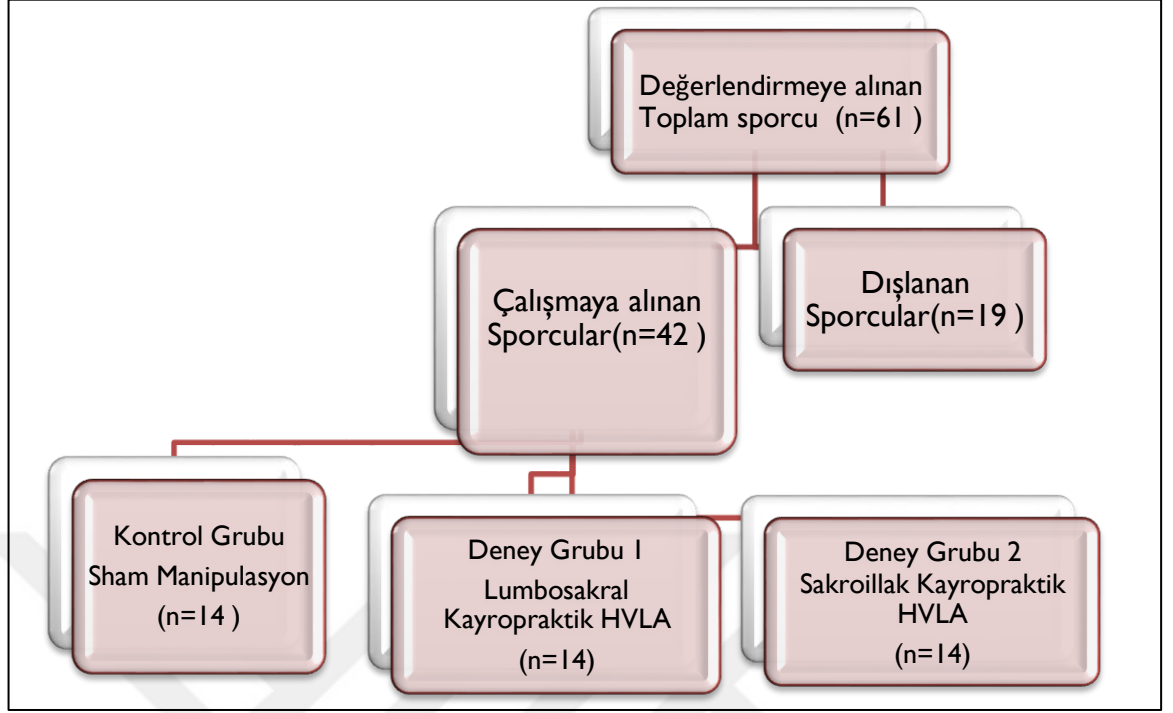 Değerlendirmeye alınan
Toplam sporcu (n=61 )
Çalışmaya alınan
Sporcular(n=42 )
Dışlanan
Sporcular(n=19 )
Kontrol Grubu
Sham Manipulasyon
(n=14 )
Deney Grubu 1
Lumbosakral
Kayropraktik HVLA
(n=14)
Deney Grubu 2
Sakroillak Kayropraktik
HVLA
(n=14)